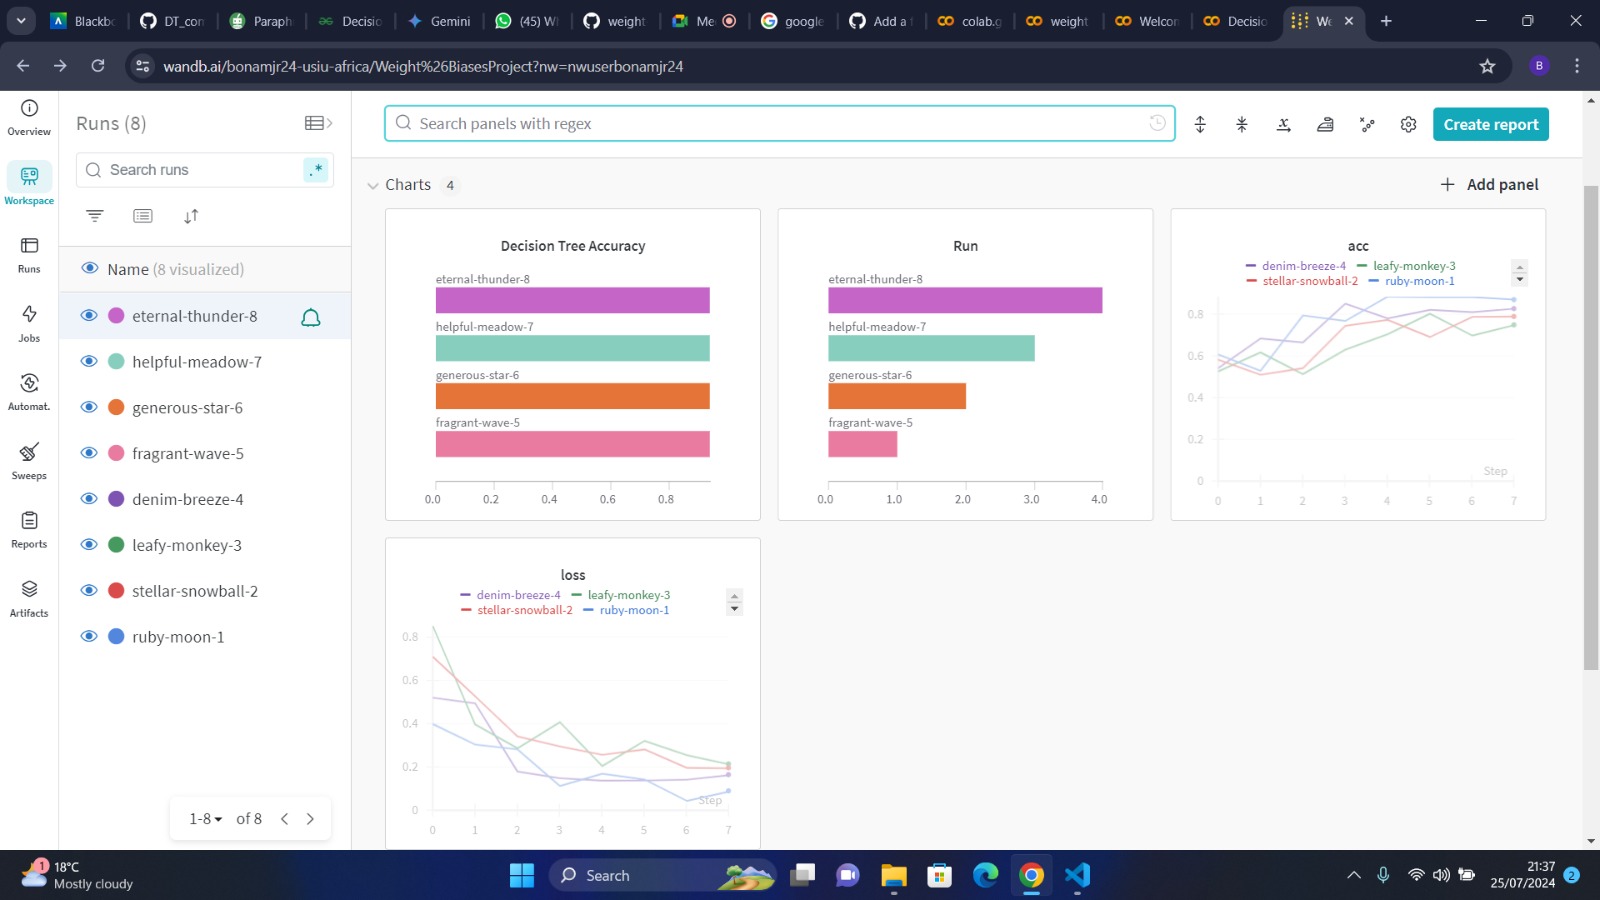 Blackbo
DT_con
Paraphr
Decisio
Gemini
(45) Wh
weight
Me
google
Add a f
colab.g
weight
Welcom
Decisio
We
wandb.ai/bonamjr24-usiu-africa/Weight%26BiasesProject?nw=nwuserbonamjr24
B
Overview
Workspace
Runs
Jobs
Automat.
Sweeps
Reports
Artifacts
Runs (8)
Search runs
.*
Name (8 visualized)
eternal-thunder-8
helpful-meadow-7
generous-star-6
fragrant-wave-5
denim-breeze-4
leafy-monkey-3
stellar-snowball-2
ruby-moon-1
1-8 of 8
Search panels with regex
Create report
Charts 4
Add panel
Decision Tree Accuracy
eternal-thunder-8
helpful-meadow-7
generous-star-6
fragrant-wave-5
0.0 0.2 0.4 0.6 0.8
Run
eternal-thunder-8
helpful-meadow-7
generous-star-6
fragrant-wave-5
0.0 1.0 2.0 3.0 4.0
acc
denim-breeze-4 leafy-monkey-3
stellar-snowball-2 ruby-moon-1
0.8
0.6
0.4
0.2
0
Step
0 1 2 3 4 5 6 7
loss
denim-breeze-4 leafy-monkey-3
stellar-snowball-2 ruby-moon-1
0.8
0.6
0.4
0.2
0
Step
0 1 2 3 4 5 6 7
1
18°C
Mostly cloudy
Search
21:37
25/07/2024
2